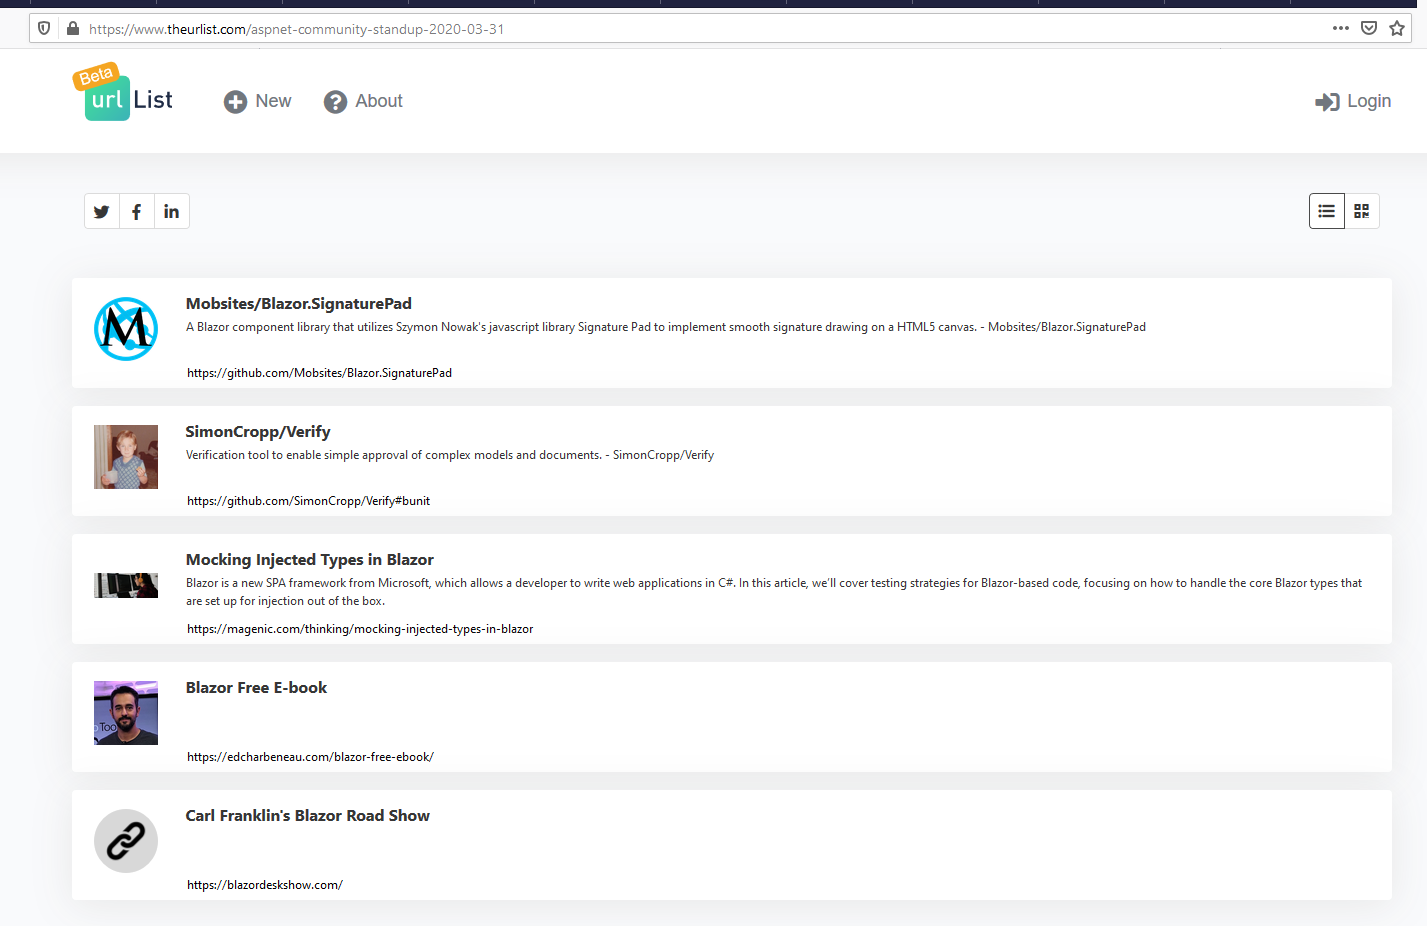 https://www.theurlist.com/aspnet-community-standup-2020-03-31
Beta
url List
New
About
Login
Mobsites/Blazor.SignaturePad
A Blazor component library that utilizes Szymon Nowak's javascript library Signature Pad to implement smooth signature drawing on a HTML5 canvas. - Mobsites/Blazor.SignaturePad
https://github.com/Mobsites/Blazor.SignaturePad
SimonCropp/Verify
Verification tool to enable simple approval of complex models and documents. - SimonCropp/Verify
https://github.com/SimonCropp/Verify#bunit
Mocking Injected Types in Blazor
Blazor is a new SPA framework from Microsoft, which allows a developer to write web applications in C#. In this article, we’ll cover testing strategies for Blazor-based code, focusing on how to handle the core Blazor types that
are set up for injection out of the box.
https://magenic.com/thinking/mocking-injected-types-in-blazor
Blazor Free E-book
Too
https://edcharbeneau.com/blazor-free-ebook/
Carl Franklin's Blazor Road Show
https://blazordeskshow.com/